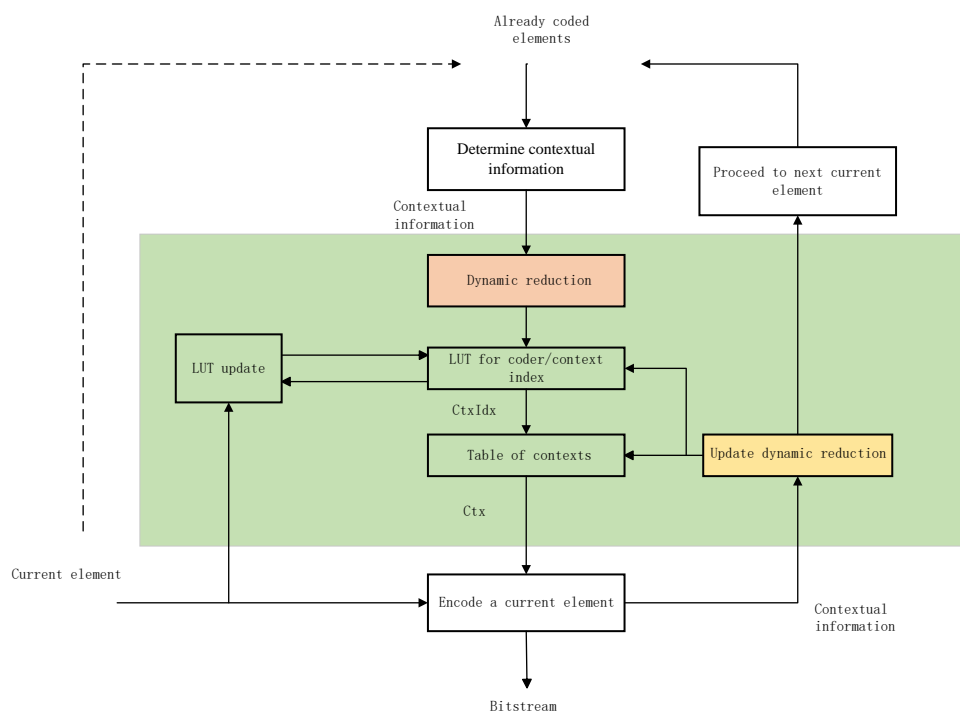 Already coded
elements
Determine contextual
information
Proceed to next current
element
Contextual
information
Dynamic reduction
LUT update
LUT for coder/context
index
CtxIdx
Table of contexts
Update dynamic reduction
Ctx
Current element
Encode a current element
Contextual
information
Bitstream